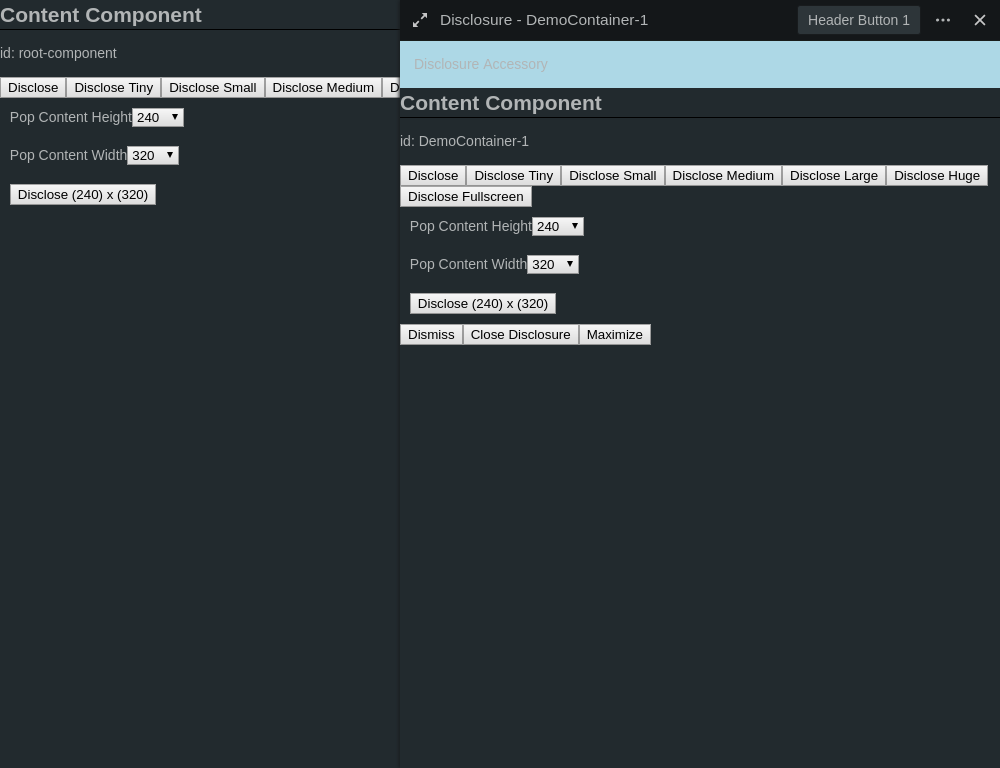 Content Component
id: root-component
Disclose Disclose Tiny Disclose Small Disclose Medium D
Pop Content Height 240
Pop Content Width 320
Disclose (240) x (320)
Disclosure - DemoContainer-1 Header Button 1
Disclosure Accessory
Content Component
id: DemoContainer-1
Disclose Disclose Tiny Disclose Small Disclose Medium Disclose Large Disclose Huge
Disclose Fullscreen
Pop Content Height 240
Pop Content Width 320
Disclose (240) x (320)
Dismiss Close Disclosure Maximize